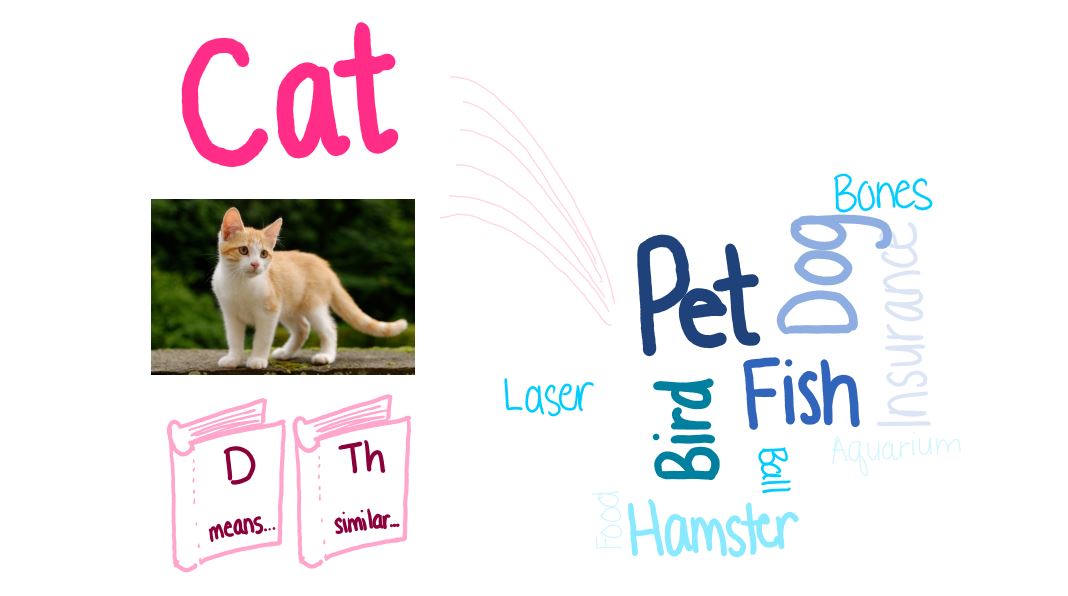 Cat
D
means...
Th
similar...
Bones
Pet
Dog
Insurance
Laser
Bird
Fish
Ball
Aquarium
Food
Hamster